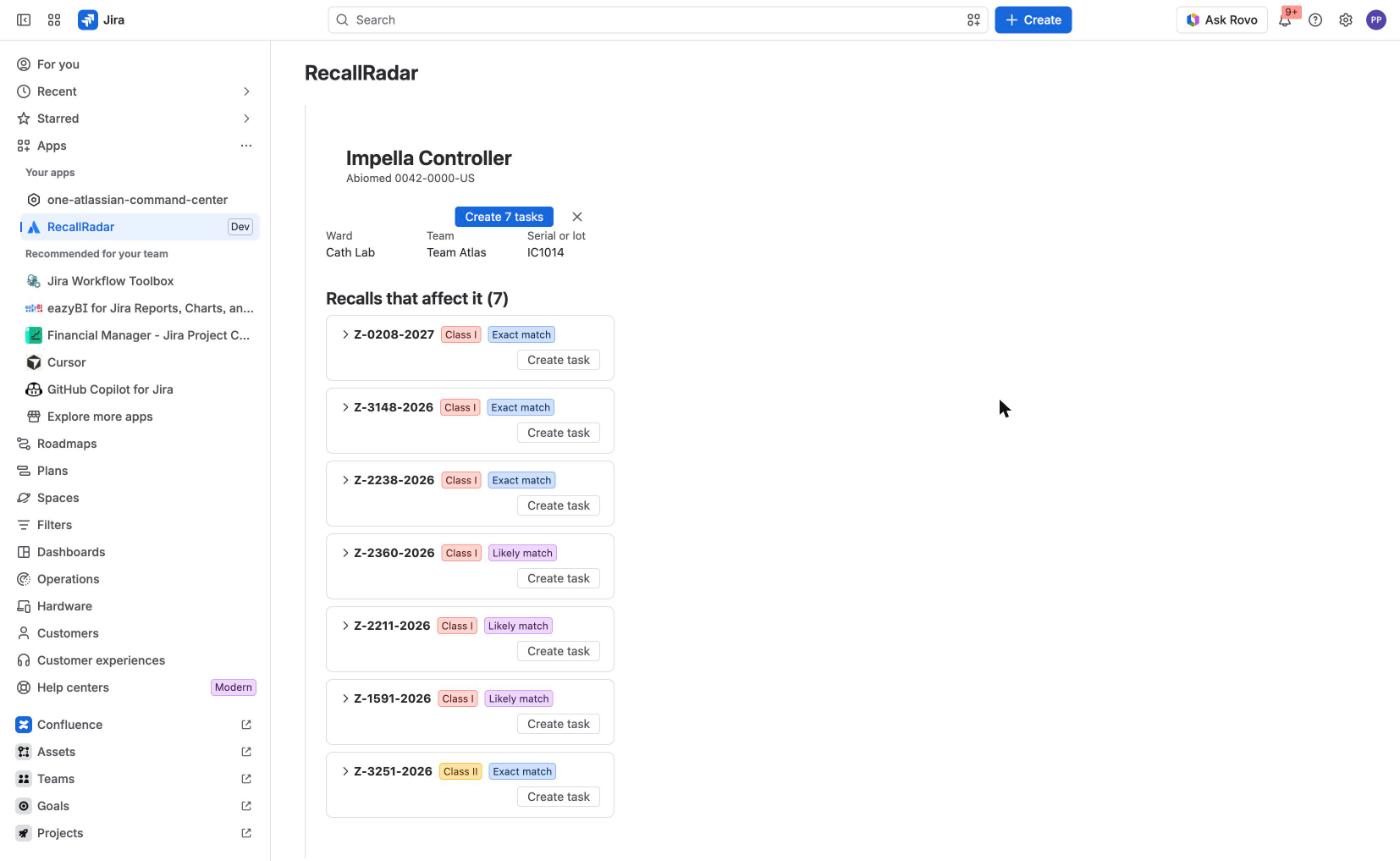 Jira
Search
Create
Ask Rovo
9+
PP
For you
Recent
Starred
Apps
Your apps
one-atlassian-command-center
RecallRadar
Dev
Recommended for your team
Jira Workflow Toolbox
eazyBI for Jira Reports, Charts, an...
Financial Manager - Jira Project C...
Cursor
GitHub Copilot for Jira
Explore more apps
Roadmaps
Plans
Spaces
Filters
Dashboards
Operations
Hardware
Customers
Customer experiences
Help centers
Modern
Confluence
Assets
Teams
Goals
Projects
RecallRadar
Impella Controller
Abiomed 0042-0000-US
Create 7 tasks
Ward Team Serial or lot
Cath Lab Team Atlas IC1014
Recalls that affect it (7)
Z-0208-2027 Class I Exact match
Create task
Z-3148-2026 Class I Exact match
Create task
Z-2238-2026 Class I Exact match
Create task
Z-2360-2026 Class I Likely match
Create task
Z-2211-2026 Class I Likely match
Create task
Z-1591-2026 Class I Likely match
Create task
Z-3251-2026 Class II Exact match
Create task